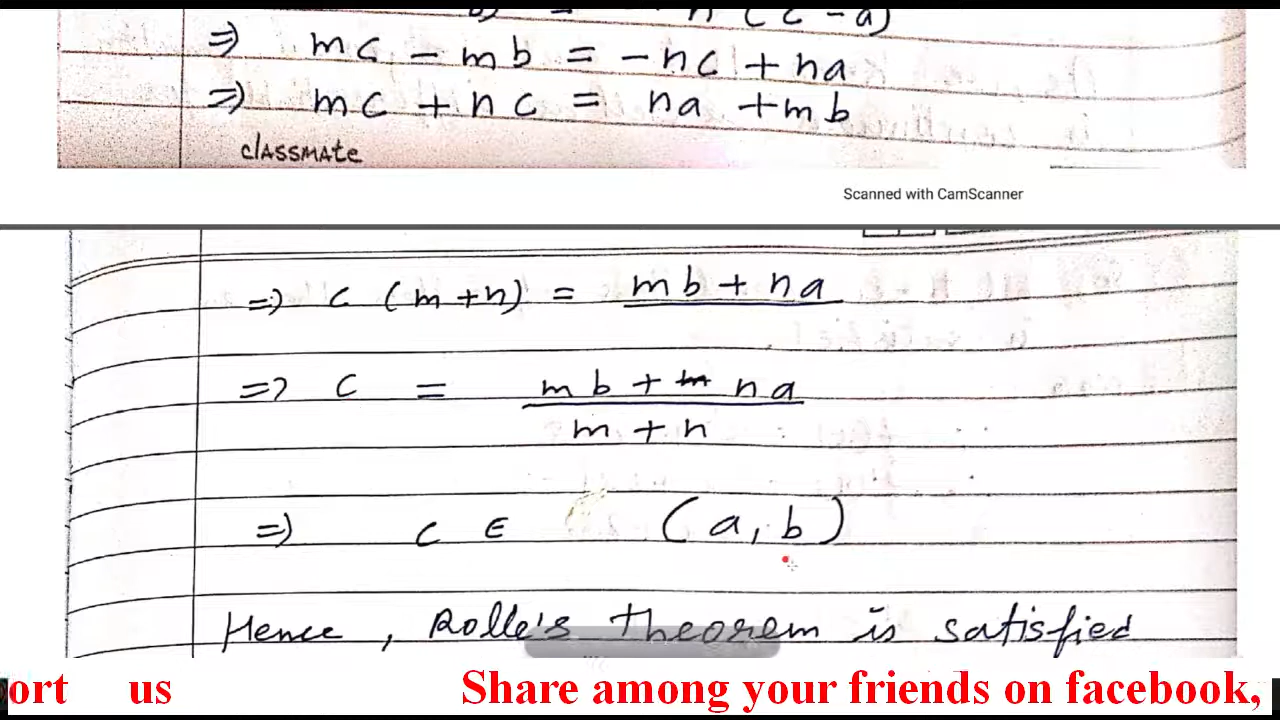 n (c - a)
⇒ mc - mb = -nc + na
⇒ mc + nc = na + mb
classmate
Scanned with CamScanner
⇒ c (m + n) = mb + na
⇒ c = mb + na
m + n
⇒ c ∈ (a, b)
Hence, Rolle's theorem is satisfied
ort us Share among your friends on facebook,